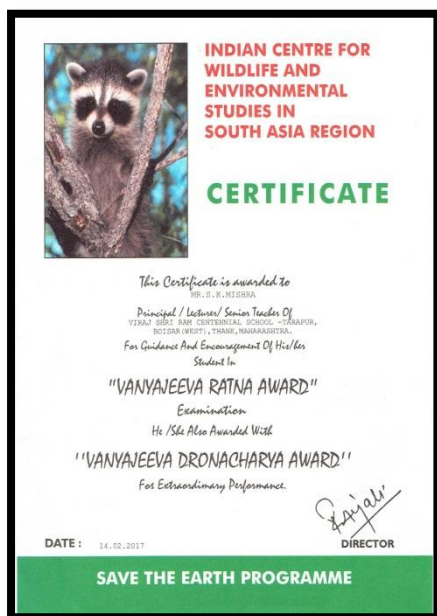 INDIAN CENTRE FOR
WILDLIFE AND
ENVIRONMENTAL
STUDIES IN
SOUTH ASIA REGION
CERTIFICATE
This Certificate is awarded to
MR.S.K.MISHRA
Principal / Lecturer/ Senior Teacher Of
VIRAJ SHRI RAM CENTENNIAL SCHOOL -TARAPUR,
BOISAR(WEST),THANE,MAHARASHTRA.
For Guidance And Encouragement Of His/her
Student In
"VANYAJEEVA RATNA AWARD"
Examination
He /She Also Awarded With
''VANYAJEEVA DRONACHARYA AWARD''
For Extraordinary Performance.
DATE : 14.02.2017
DIRECTOR
SAVE THE EARTH PROGRAMME